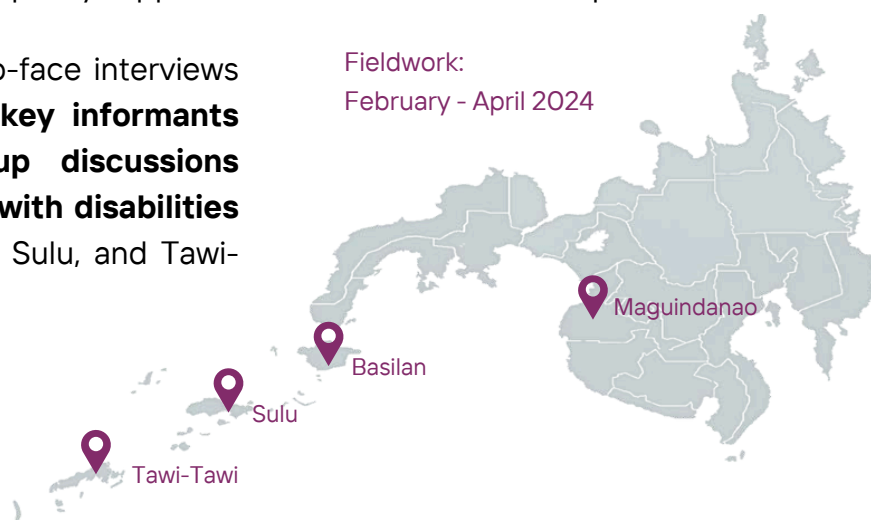 o-face interviews
key informants
up discussions
with disabilities
Sulu, and Tawi-
Fieldwork:
February - April 2024
Maguindanao
Basilan
Sulu
Tawi-Tawi